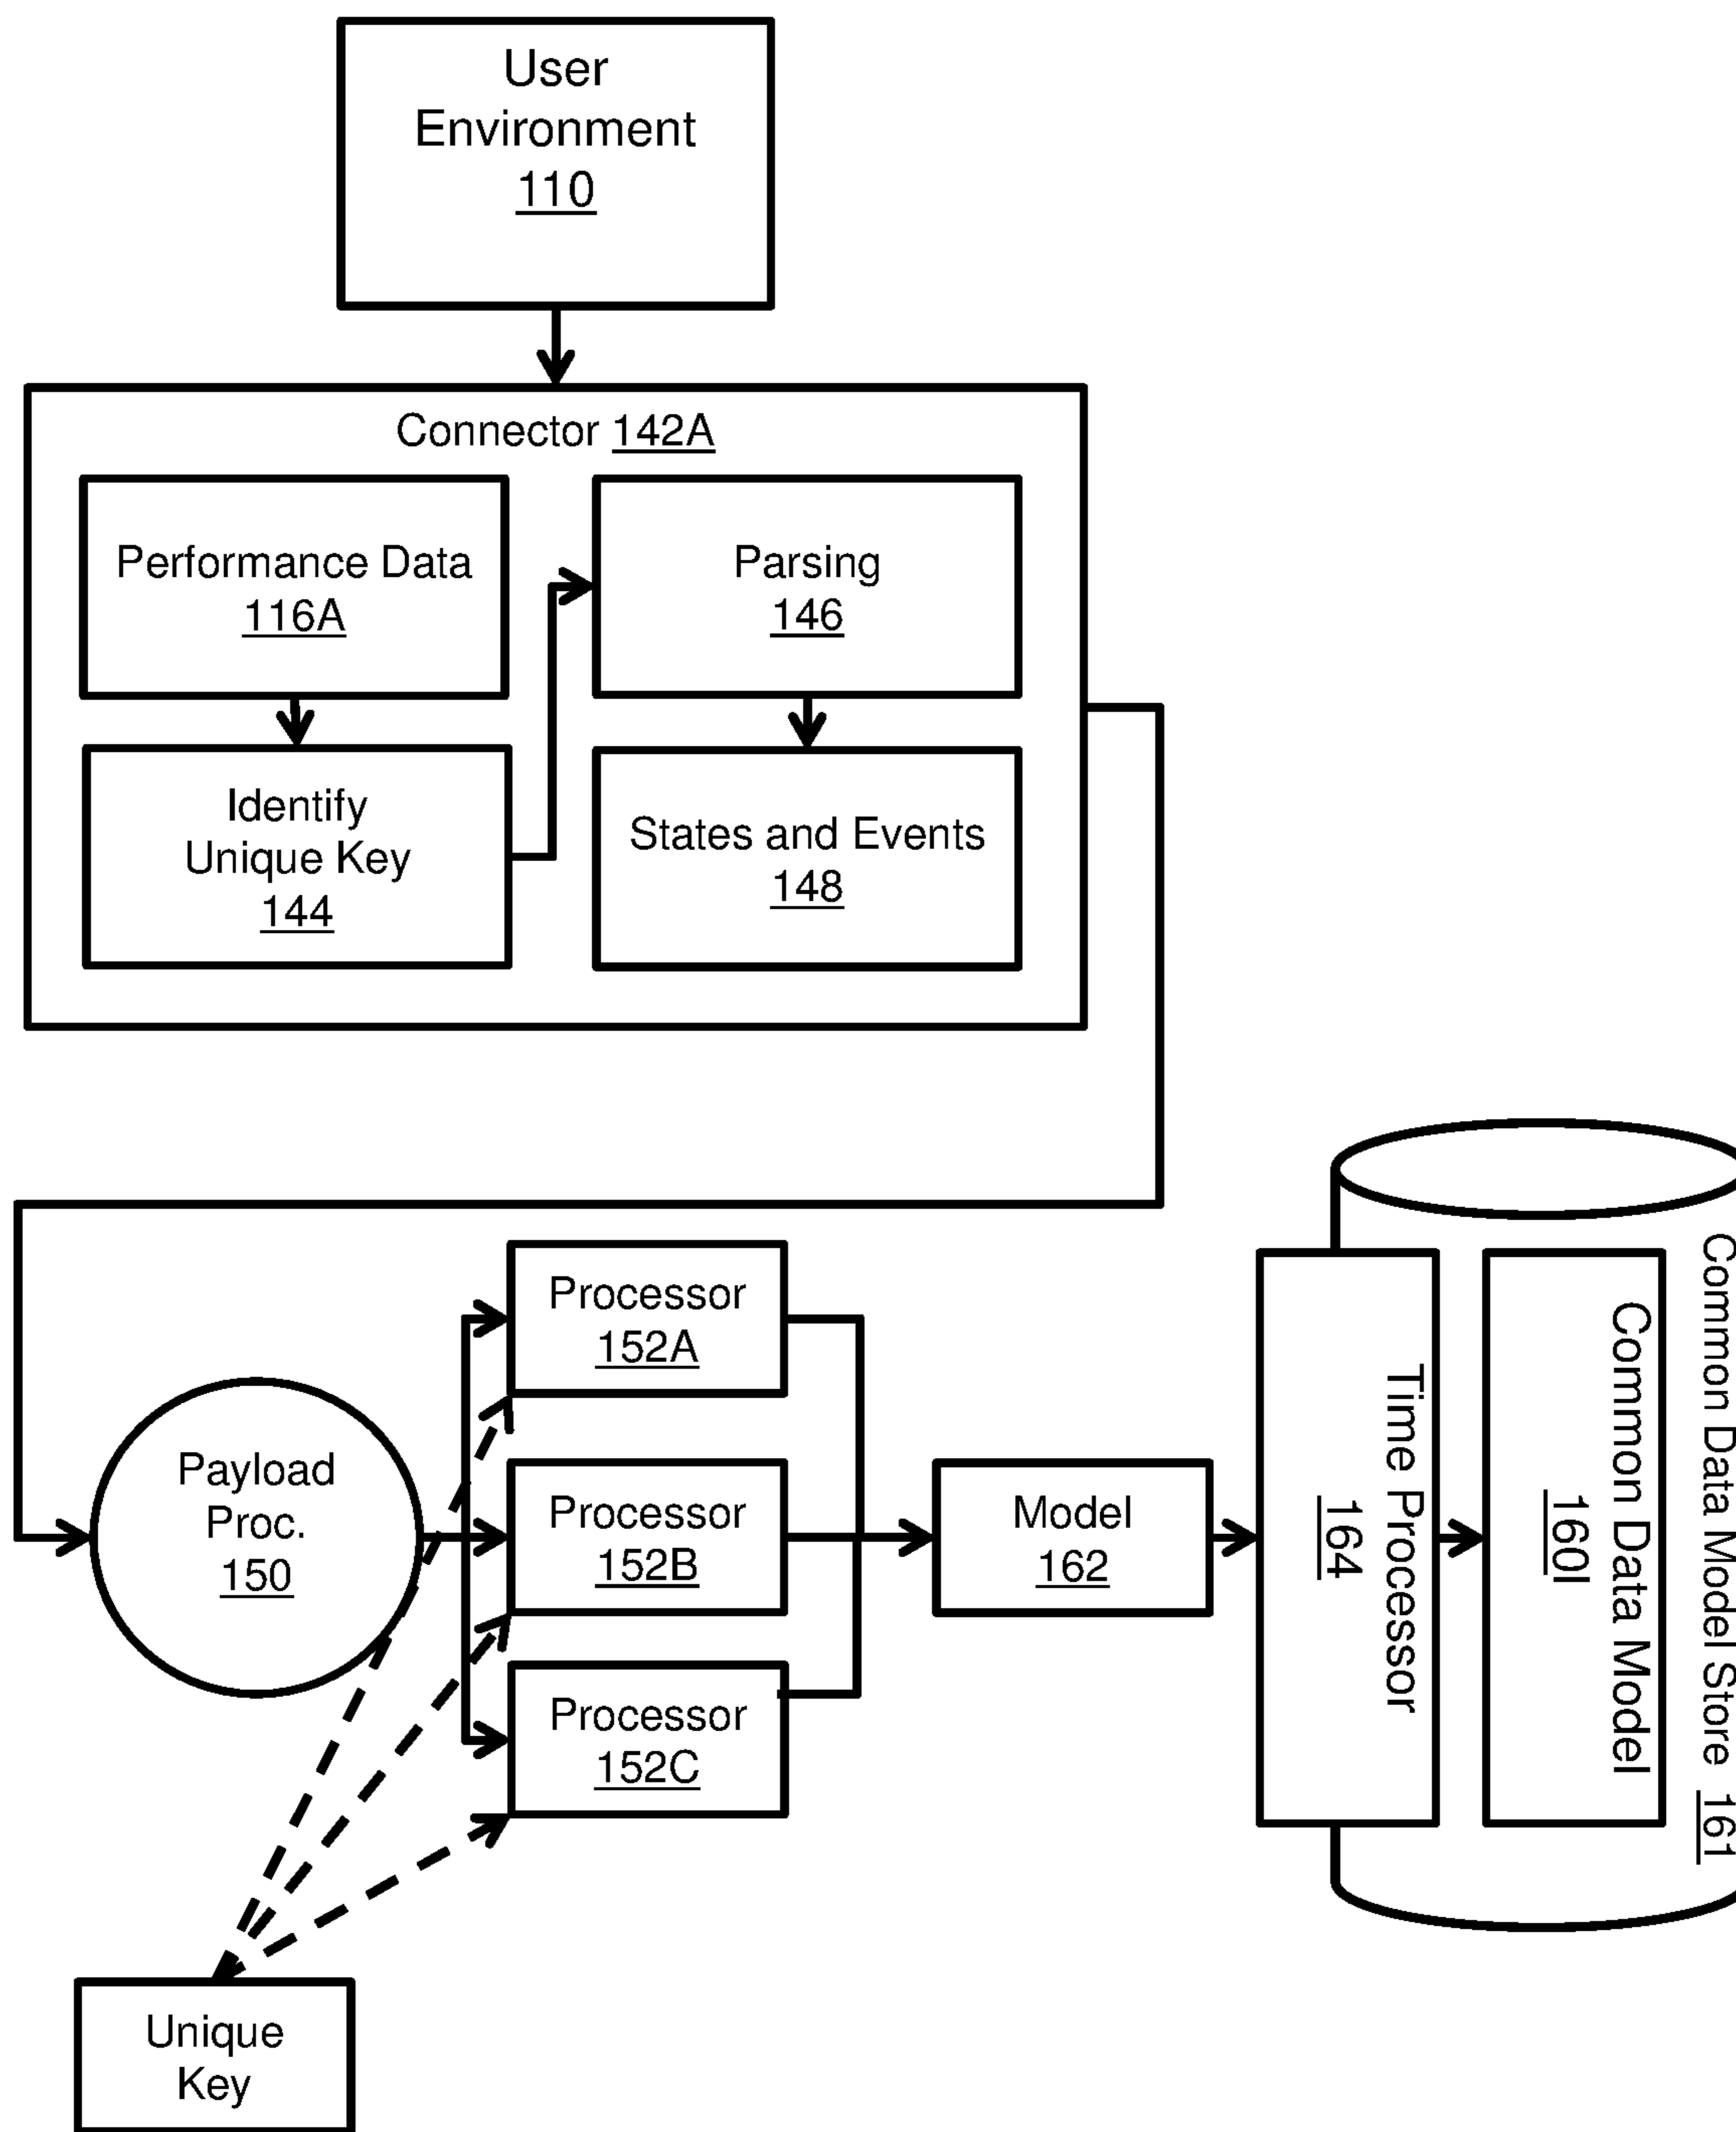 User
Environment
110
Connector 142A
Performance Data
116A
Parsing
146
Identify
Unique Key
144
States and Events
148
Processor
152A
Payload
Proc.
150
Processor
152B
Processor
152C
Model
162
Time Processor
164
Common Data Model
160I
Common Data Model Store 161
Unique
Key